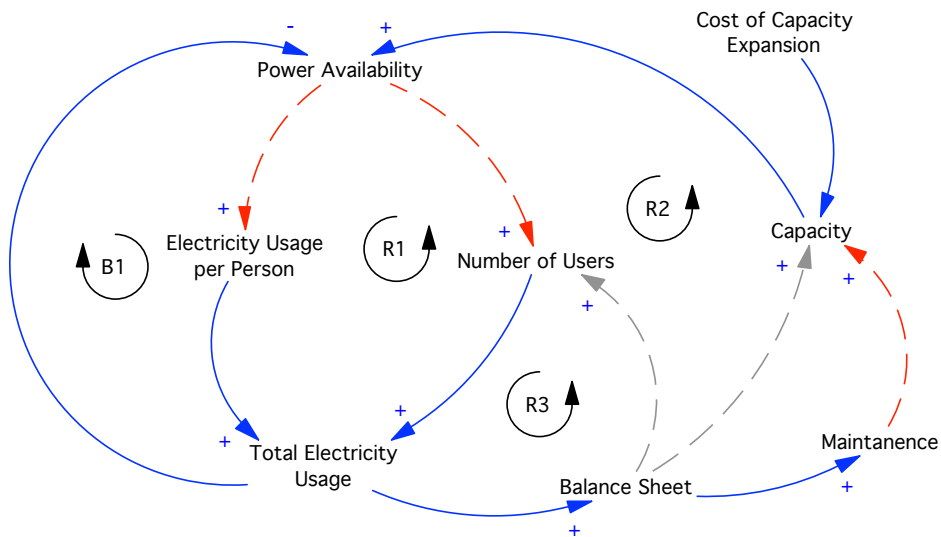 -
+
Cost of Capacity
Expansion
Power Availability
+
Electricity Usage
per Person
B1
R1
+
Number of Users
R2
Capacity
+
+
+
R3
+
+
Total Electricity
Usage
Maintanence
Balance Sheet
+
+